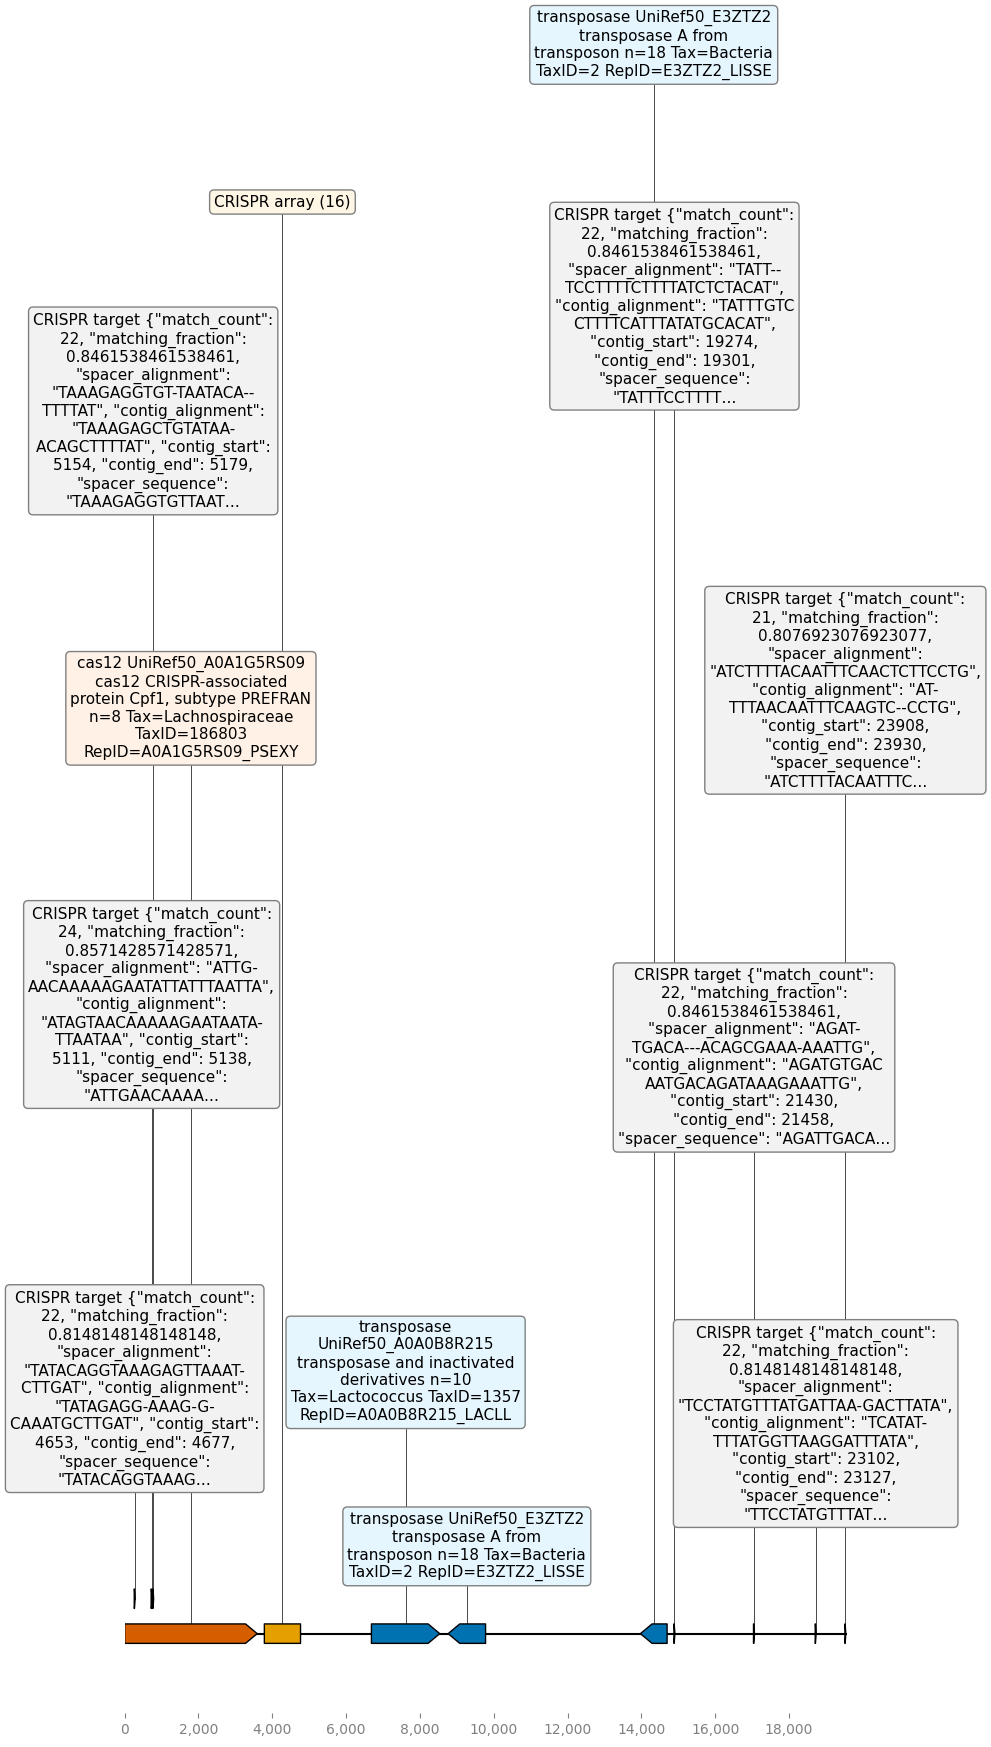 transposase UniRef50_E3ZTZ2
transposase A from
transposon n=18 Tax=Bacteria
TaxID=2 RepID=E3ZTZ2_LISSE
CRISPR array (16)
CRISPR target {"match_count":
22, "matching_fraction":
0.8461538461538461,
"spacer_alignment": "TATT--
TCCTTTTCTTTTATCTCTACAT",
"contig_alignment": "TATTTGTC
CTTTTCATTTATATGCACAT",
"contig_start": 19274,
"contig_end": 19301,
"spacer_sequence":
"TATTTCCTTTT...
CRISPR target {"match_count":
22, "matching_fraction":
0.8461538461538461,
"spacer_alignment":
"TAAAGAGGTGT-TAATACA--
TTTTAT", "contig_alignment":
"TAAAGAGCTGTATAA-
ACAGCTTTTAT", "contig_start":
5154, "contig_end": 5179,
"spacer_sequence":
"TAAAGAGGTGTTAAT...
CRISPR target {"match_count":
21, "matching_fraction":
0.8076923076923077,
"spacer_alignment":
"ATCTTTTACAATTTCAACTCTTCCTG",
"contig_alignment": "AT-
TTTAACAATTTCAAGTC--CCTG",
"contig_start": 23908,
"contig_end": 23930,
"spacer_sequence":
"ATCTTTTACAATTTC...
cas12 UniRef50_A0A1G5RS09
cas12 CRISPR-associated
protein Cpf1, subtype PREFRAN
n=8 Tax=Lachnospiraceae
TaxID=186803
RepID=A0A1G5RS09_PSEXY
CRISPR target {"match_count":
24, "matching_fraction":
0.8571428571428571,
"spacer_alignment": "ATTG-
AACAAAAAGAATATTATTTAATTA",
"contig_alignment":
"ATAGTAACAAAAAGAATAATA-
TTAATAA", "contig_start":
5111, "contig_end": 5138,
"spacer_sequence":
"ATTGAACAAAA...
CRISPR target {"match_count":
22, "matching_fraction":
0.8461538461538461,
"spacer_alignment": "AGAT-
TGACA---ACAGCGAAA-AAATTG",
"contig_alignment": "AGATGTGAC
AATGACAGATAAAGAAATTG",
"contig_start": 21430,
"contig_end": 21458,
"spacer_sequence": "AGATTGACA...
CRISPR target {"match_count":
22, "matching_fraction":
0.8148148148148148,
"spacer_alignment":
"TATACAGGTAAAGAGTTAAAT-
CTTGAT", "contig_alignment":
"TATAGAGG-AAAG-G-
CAAATGCTTGAT", "contig_start":
4653, "contig_end": 4677,
"spacer_sequence":
"TATACAGGTAAAG...
transposase
UniRef50_A0A0B8R215
transposase and inactivated
derivatives n=10
Tax=Lactococcus TaxID=1357
RepID=A0A0B8R215_LACLL
CRISPR target {"match_count":
22, "matching_fraction":
0.8148148148148148,
"spacer_alignment":
"TCCTATGTTTATGATTAA-GACTTATA",
"contig_alignment": "TCATAT-
TTTATGGTTAAGGATTTATA",
"contig_start": 23102,
"contig_end": 23127,
"spacer_sequence":
"TTCCTATGTTTAT...
transposase UniRef50_E3ZTZ2
transposase A from
transposon n=18 Tax=Bacteria
TaxID=2 RepID=E3ZTZ2_LISSE
0 2,000 4,000 6,000 8,000 10,000 12,000 14,000 16,000 18,000